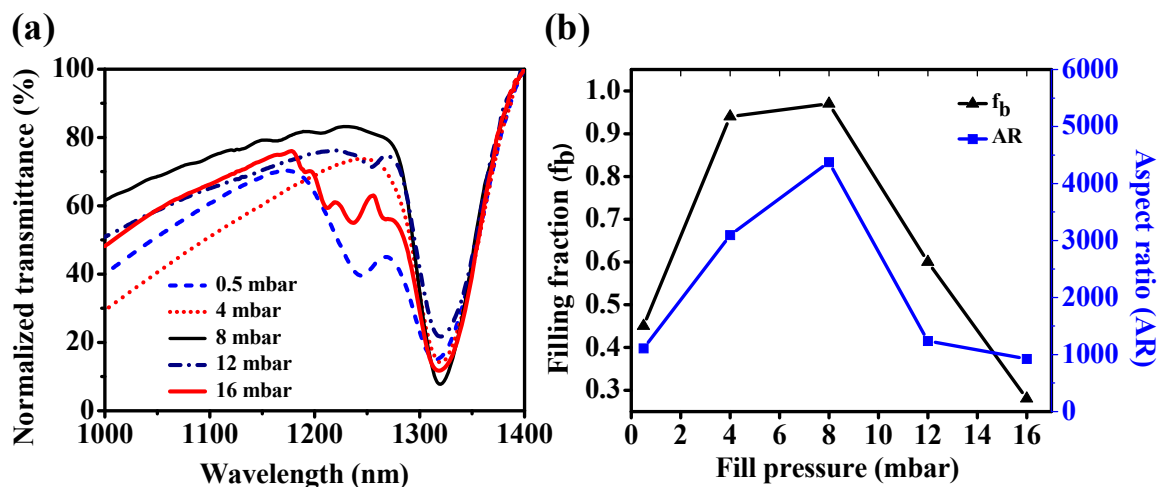 (a)
Normalized transmittance (%)
100
80
60
40
20
0
1000
1100
1200
1300
1400
Wavelength (nm)
0.5 mbar
4 mbar
8 mbar
12 mbar
16 mbar
(b)
Filling fraction (fb)
1.0
0.9
0.8
0.7
0.6
0.5
0.4
0.3
0
2
4
6
8
10
12
14
16
Fill pressure (mbar)
fb
AR
6000
5000
4000
3000
2000
1000
0
Aspect ratio (AR)